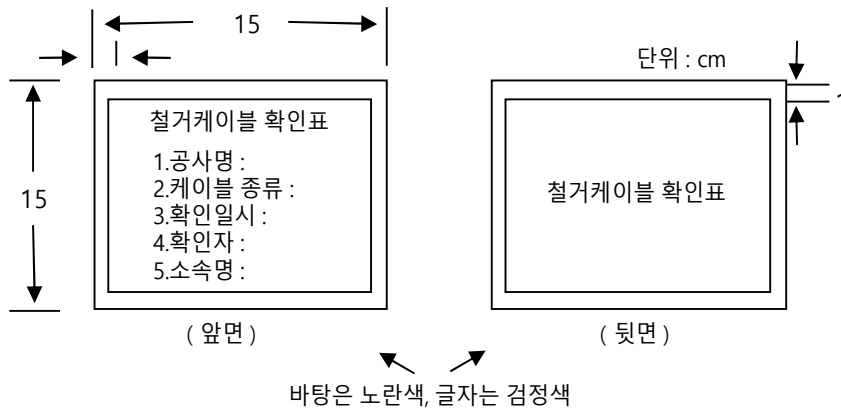 15
단위 : cm
1
15
철거케이블 확인표
1.공사명 :
2.케이블 종류 :
3.확인일시 :
4.확인자 :
5.소속명 :
( 앞면 )
철거케이블 확인표
( 뒷면 )
바탕은 노란색, 글자는 검정색